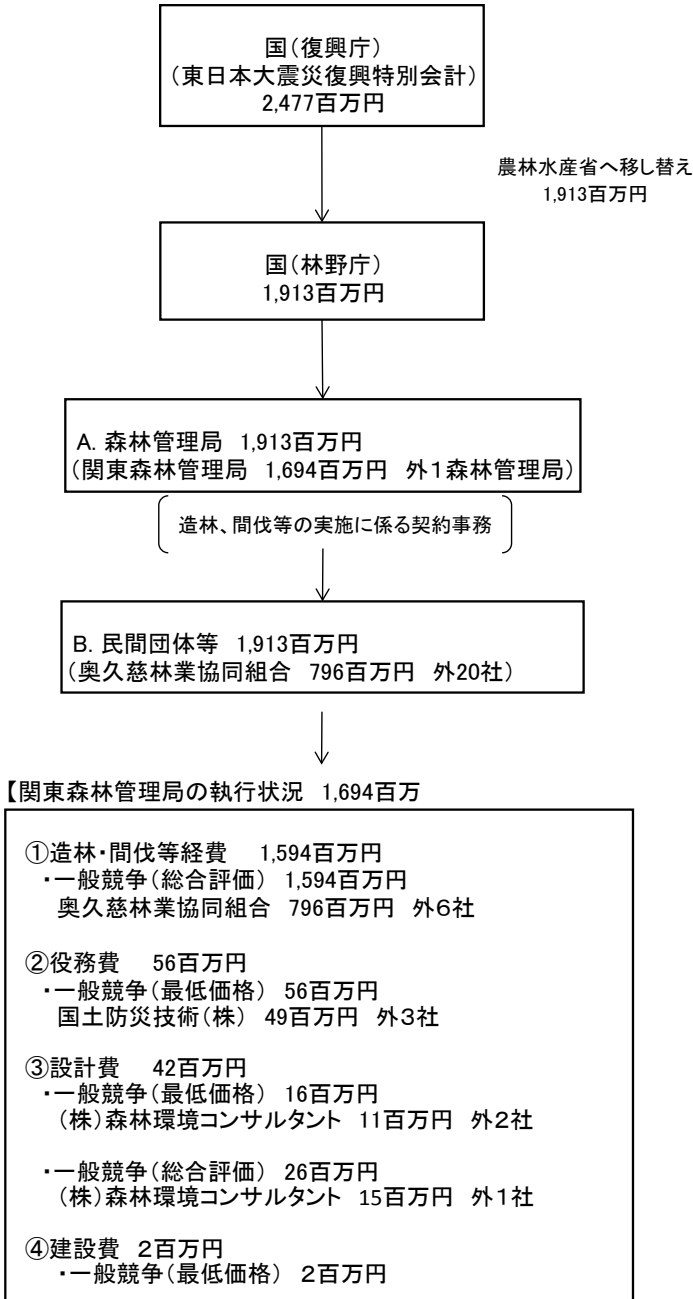 国(復興庁)
(東日本大震災復興特別会計)
2,477百万円
農林水産省へ移し替え
1,913百万円
国(林野庁)
1,913百万円
A. 森林管理局 1,913百万円
(関東森林管理局 1,694百万円 外1森林管理局)
造林、間伐等の実施に係る契約事務
B. 民間団体等 1,913百万円
(奥久慈林業協同組合 796百万円 外20社)
【関東森林管理局の執行状況 1,694百万
①造林・間伐等経費 1,594百万円
・一般競争(総合評価) 1,594百万円
奥久慈林業協同組合 796百万円 外6社
②役務費 56百万円
・一般競争(最低価格) 56百万円
国土防災技術(株) 49百万円 外3社
③設計費 42百万円
・一般競争(最低価格) 16百万円
(株)森林環境コンサルタント 11百万円 外2社
・一般競争(総合評価) 26百万円
(株)森林環境コンサルタント 15百万円 外1社
④建設費 2百万円
・一般競争(最低価格) 2百万円